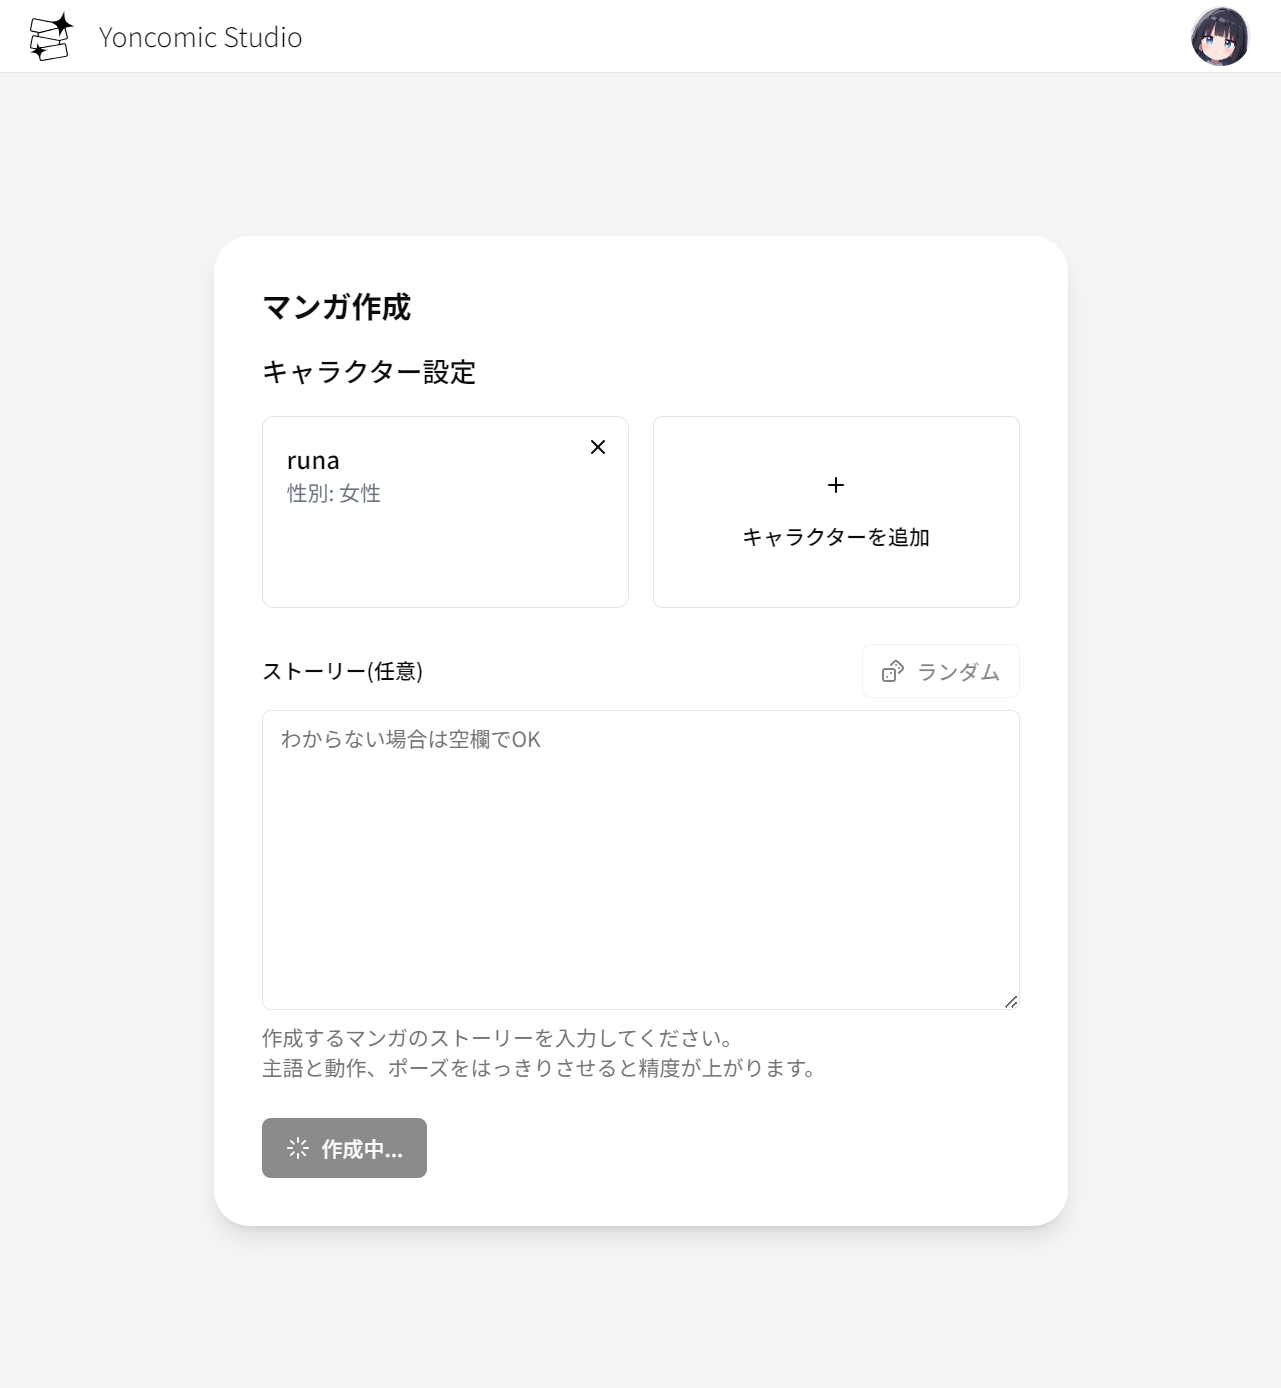 Yoncomic Studio
マンガ作成
キャラクター設定
runa
性別: 女性
キャラクターを追加
ストーリー(任意)
ランダム
わからない場合は空欄でOK
作成するマンガのストーリーを入力してください。
主語と動作、ポーズをはっきりさせると精度が上がります。
作成中...